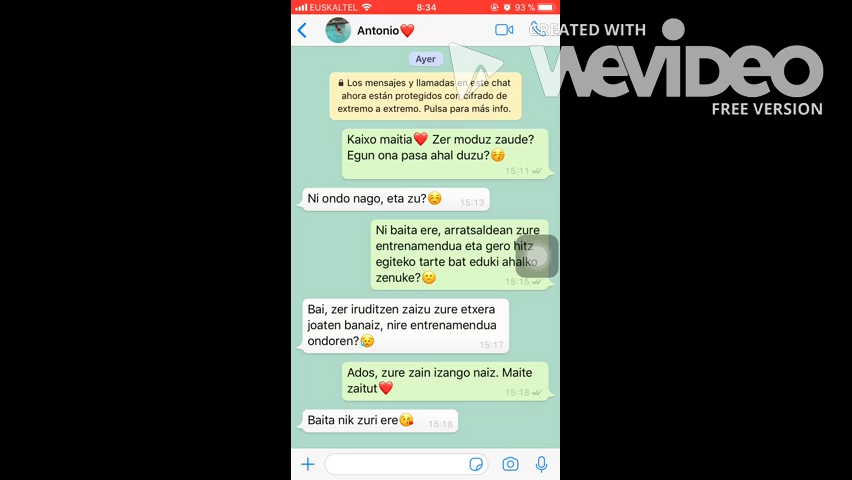 EUSKALTEL 8:34 93 %
Antonio❤️
CREATED WITH
WeVideo
FREE VERSION
Ayer
Los mensajes y llamadas en este chat
ahora están protegidos con cifrado de
extremo a extremo. Pulsa para más info.
Kaixo maitia❤️ Zer moduz zaude?
Egun ona pasa ahal duzu?😚
15:11
Ni ondo nago, eta zu?😚
15:13
Ni baita ere, arratsaldean zure
entrenamendua eta gero hitz
egiteko tarte bat eduki ahalko
zenuke?😕
15:15
Bai, zer iruditzen zaizu zure etxera
joaten banaiz, nire entrenamendua
ondoren?😥
15:17
Ados, zure zain izango naiz. Maite
zaitut❤️
15:18
Baita nik zuri ere😘
15:18